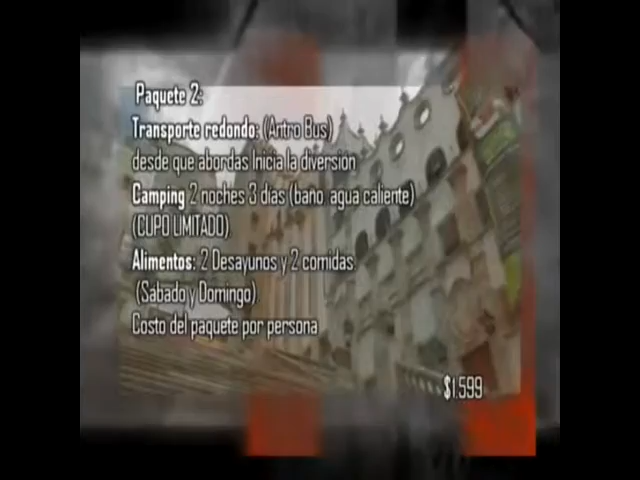 Paquete 2:
Transporte redondo: (Antro Bus)
desde que abordas Inicia la diversión
Camping 2 noches 3 dias (baño, agua caliente)
(CUPO LIMITADO).
Alimentos: 2 Desayunos y 2 comidas.
(Sabado y Domingo).
Costo del paquete por persona
$1,599